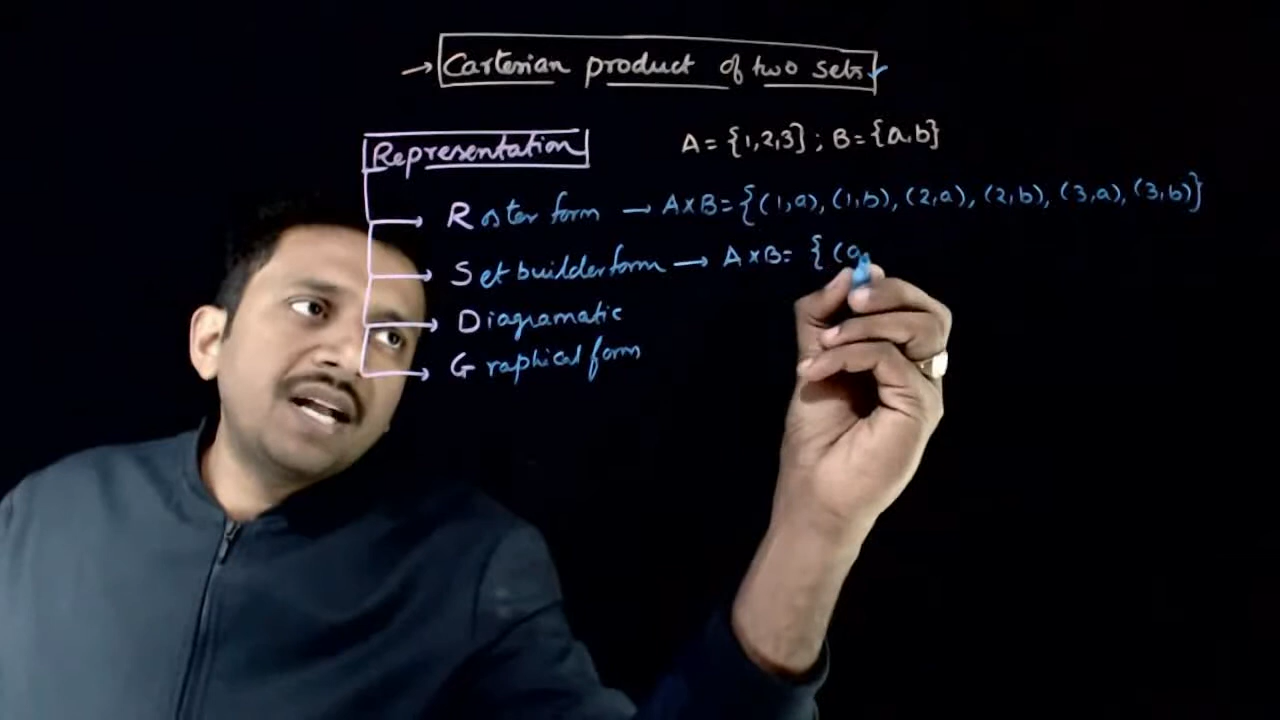 → Cartesian product of two sets
Representation
A = {1,2,3} ; B = {a,b}
Roster form → A×B = {(1,a), (1,b), (2,a), (2,b), (3,a), (3,b)}
Set builder form → A×B = {(a,
Diagramatic
Graphical form